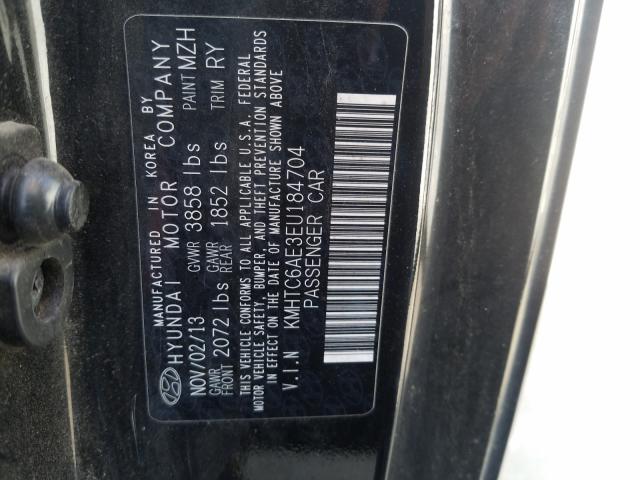 MANUFACTURED IN KOREA BY
HYUNDAI MOTOR COMPANY
NOV/02/13 GVWR 3858 lbs PAINT MZH
GAWR FRONT 2072 lbs GAWR REAR 1852 lbs TRIM RY
THIS VEHICLE CONFORMS TO ALL APPLICABLE U.S.A. FEDERAL
MOTOR VEHICLE SAFETY, BUMPER, AND THEFT PREVENTION STANDARDS
IN EFFECT ON THE DATE OF MANUFACTURE SHOWN ABOVE
V.I.N KMHTC6AE3EU184704
PASSENGER CAR